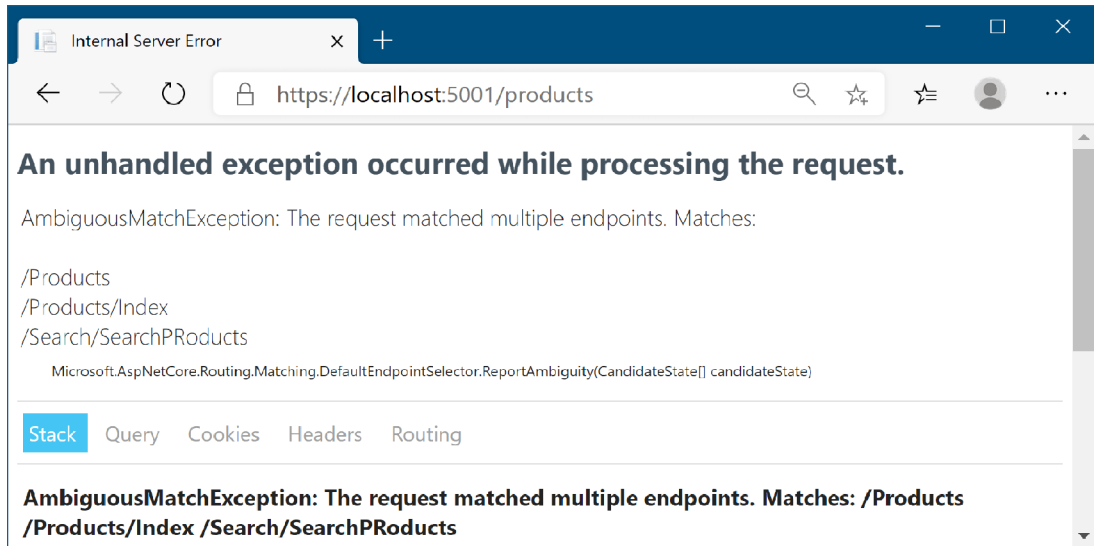 Internal Server Error
https://localhost:5001/products
An unhandled exception occurred while processing the request.
AmbiguousMatchException: The request matched multiple endpoints. Matches:
/Products
/Products/Index
/Search/SearchPRoducts
Microsoft.AspNetCore.Routing.Matching.DefaultEndpointSelector.ReportAmbiguity(CandidateState[] candidateState)
Stack Query Cookies Headers Routing
AmbiguousMatchException: The request matched multiple endpoints. Matches: /Products
/Products/Index /Search/SearchPRoducts